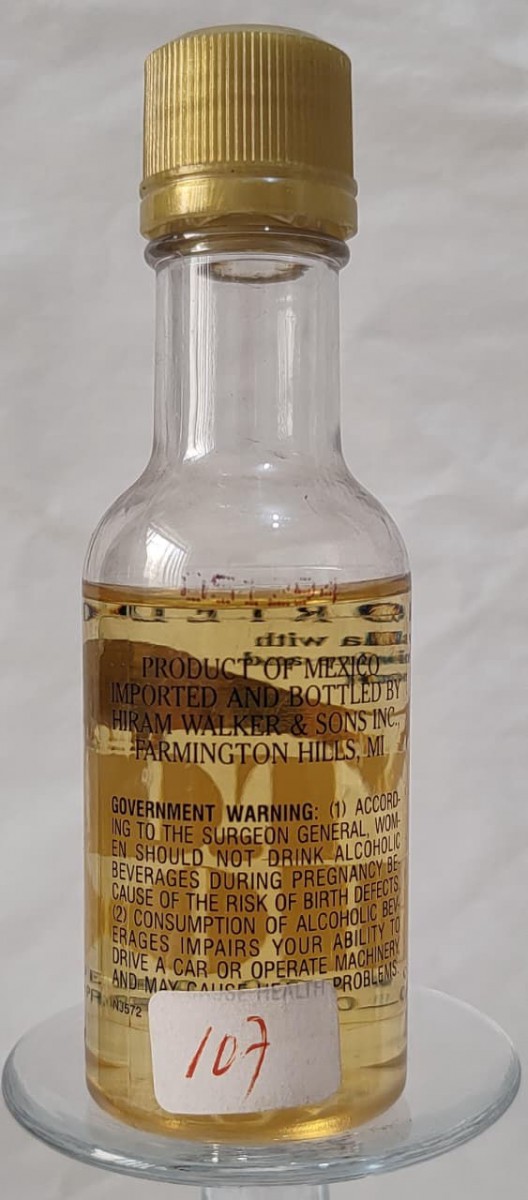 PRODUCT OF MEXICO
IMPORTED AND BOTTLED BY
HIRAM WALKER & SONS INC.,
FARMINGTON HILLS, MI
GOVERNMENT WARNING: (1) ACCORD-
ING TO THE SURGEON GENERAL, WOM-
EN SHOULD NOT DRINK ALCOHOLIC
BEVERAGES DURING PREGNANCY BE-
CAUSE OF THE RISK OF BIRTH DEFECTS.
(2) CONSUMPTION OF ALCOHOLIC BEV-
ERAGES IMPAIRS YOUR ABILITY TO
DRIVE A CAR OR OPERATE MACHINERY,
AND MAY CAUSE HEALTH PROBLEMS.
NJ572
107